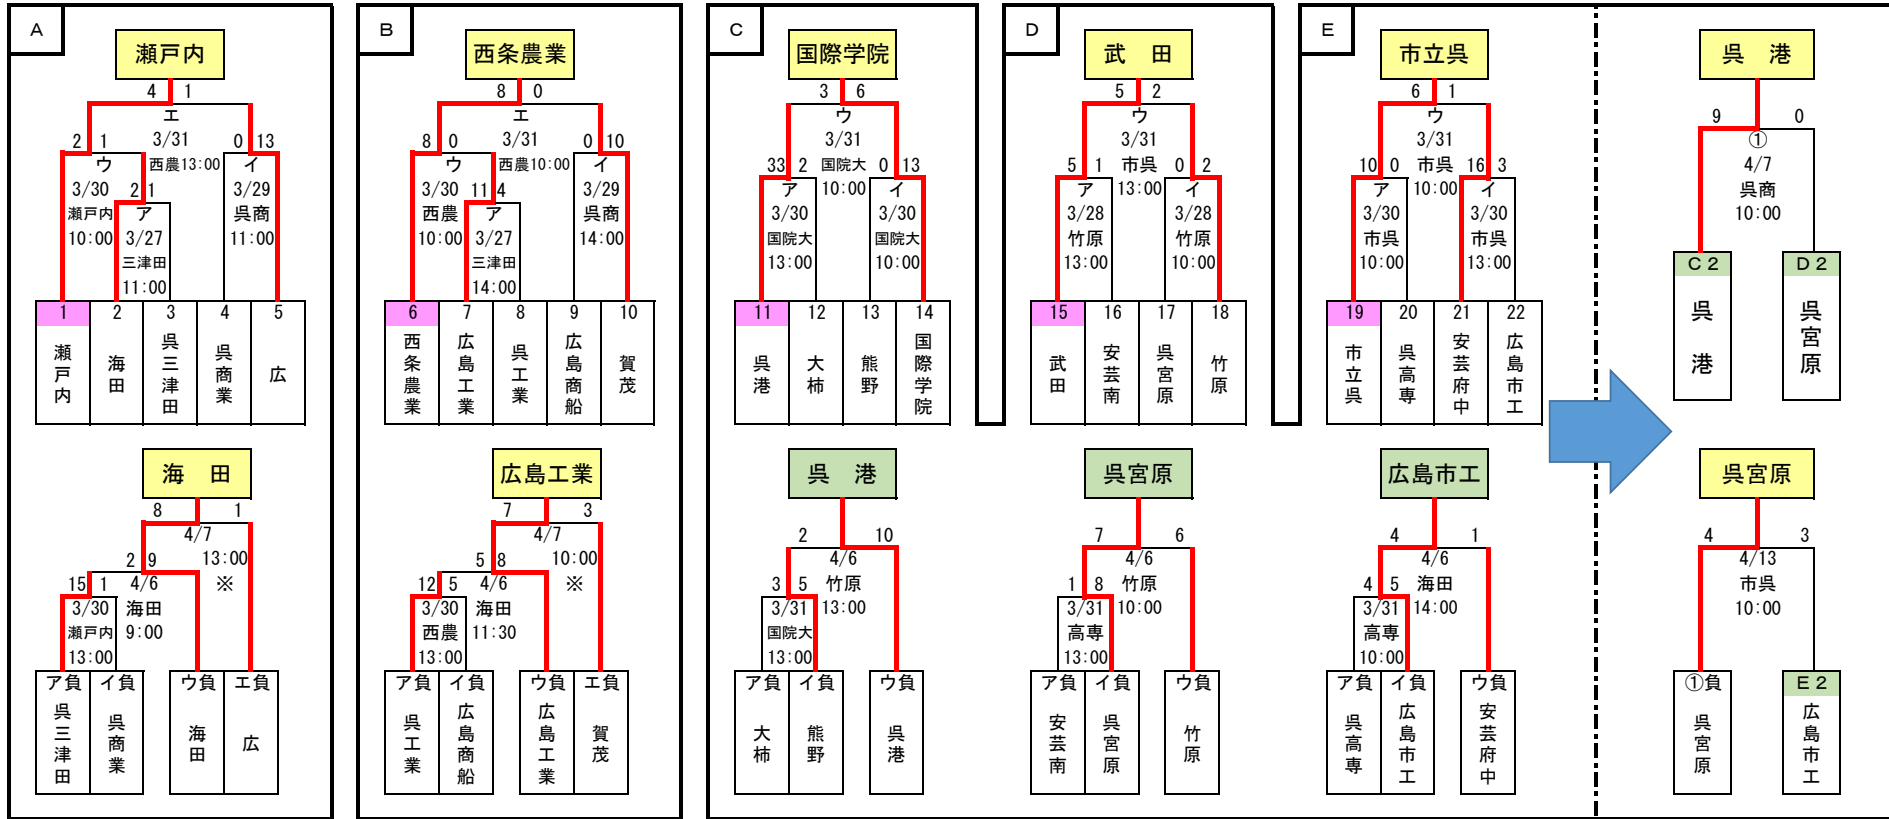 A
瀬戸内
4 1
エ
3/31
西農13:00
2 1
ウ
3/30
瀬戸内
10:00
0 13
イ
3/29
呉商
11:00
2 1
ア
3/27
三津田
11:00
1 2 3 4 5
瀬戸内
海田
呉三津田
呉商業
広
海 田
8 1
4/7
13:00
※
2 9
4/6
海田
9:00
15 1
3/30
瀬戸内
13:00
ア負 イ負 ウ負 エ負
呉三津田
呉商業
海田
広
B
西条農業
8 0
エ
3/31
西農10:00
8 0
ウ
3/30
西農
10:00
0 10
イ
3/29
呉商
14:00
11 4
ア
3/27
三津田
14:00
6 7 8 9 10
西条農業
広島工業
呉工業
広島商船
賀茂
広島工業
7 3
4/7
10:00
※
5 8
4/6
海田
11:30
12 5
3/30
西農
13:00
ア負 イ負 ウ負 エ負
呉工業
広島商船
広島工業
賀茂
C
国際学院
3 6
ウ
3/31
国院大
10:00
33 2
ア
3/30
国院大
13:00
0 13
イ
3/30
国院大
10:00
11 12 13 14
呉港
大柿
熊野
国際学院
呉 港
2 10
4/6
竹原
13:00
3 5
3/31
国院大
13:00
ア負 イ負 ウ負
大柿
熊野
呉港
D
武 田
5 2
ウ
3/31
市呉
13:00
5 1
ア
3/28
竹原
13:00
0 2
イ
3/28
竹原
10:00
15 16 17 18
武田
安芸南
呉宮原
竹原
呉宮原
7 6
4/6
竹原
10:00
1 8
3/31
高専
13:00
ア負 イ負 ウ負
安芸南
呉宮原
竹原
E
市立呉
6 1
ウ
3/31
市呉
10:00
10 0
ア
3/30
市呉
10:00
16 3
イ
3/30
市呉
13:00
19 20 21 22
市立呉
呉高専
安芸府中
広島市工
広島市工
4 1
4/6
海田
14:00
4 5
3/31
高専
10:00
ア負 イ負 ウ負
呉高専
広島市工
安芸府中
呉 港
9 0
①
4/7
呉商
10:00
C2 D2
呉港
呉宮原
呉宮原
4 3
4/13
市呉
10:00
①負 E2
呉宮原
広島市工